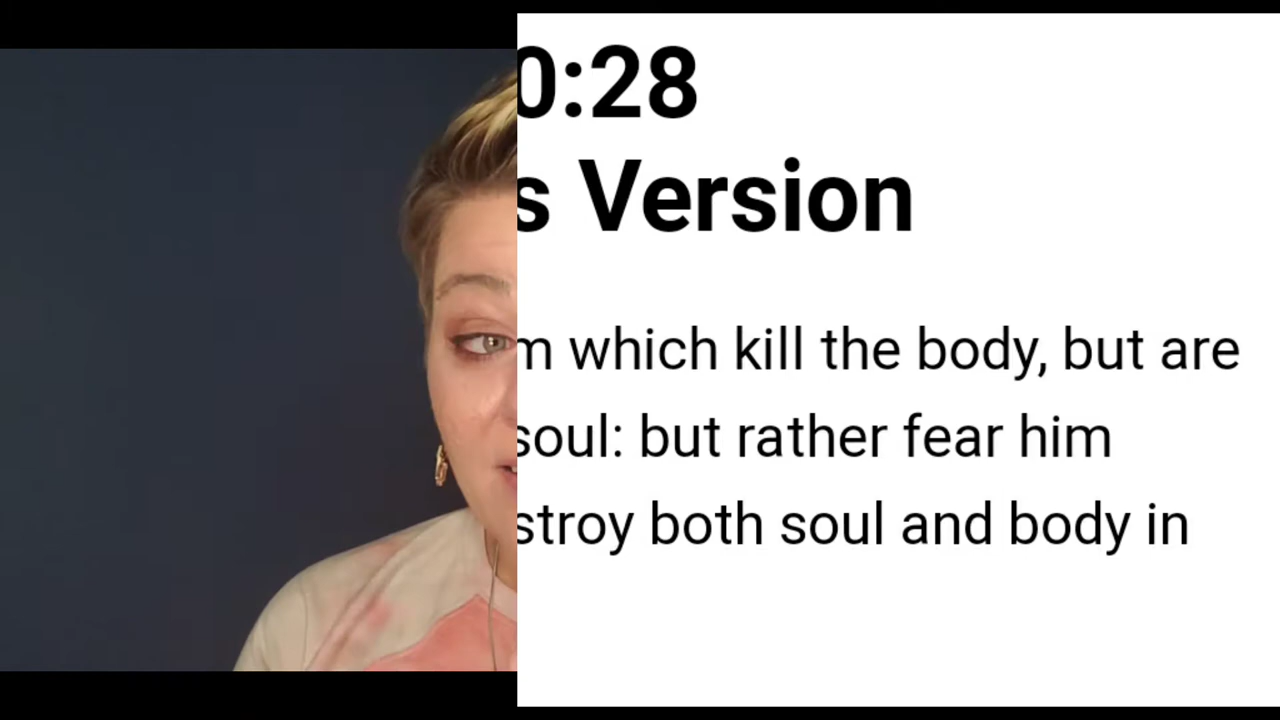 0:28
s Version
m which kill the body, but are
soul: but rather fear him
stroy both soul and body in